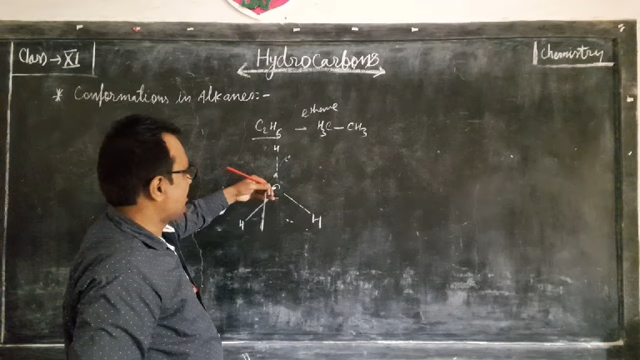 Class → XI
Hydrocarbons
Chemistry
* Conformations in Alkanes:-
ethane
C2H6 → H3C — CH3
H
H
H